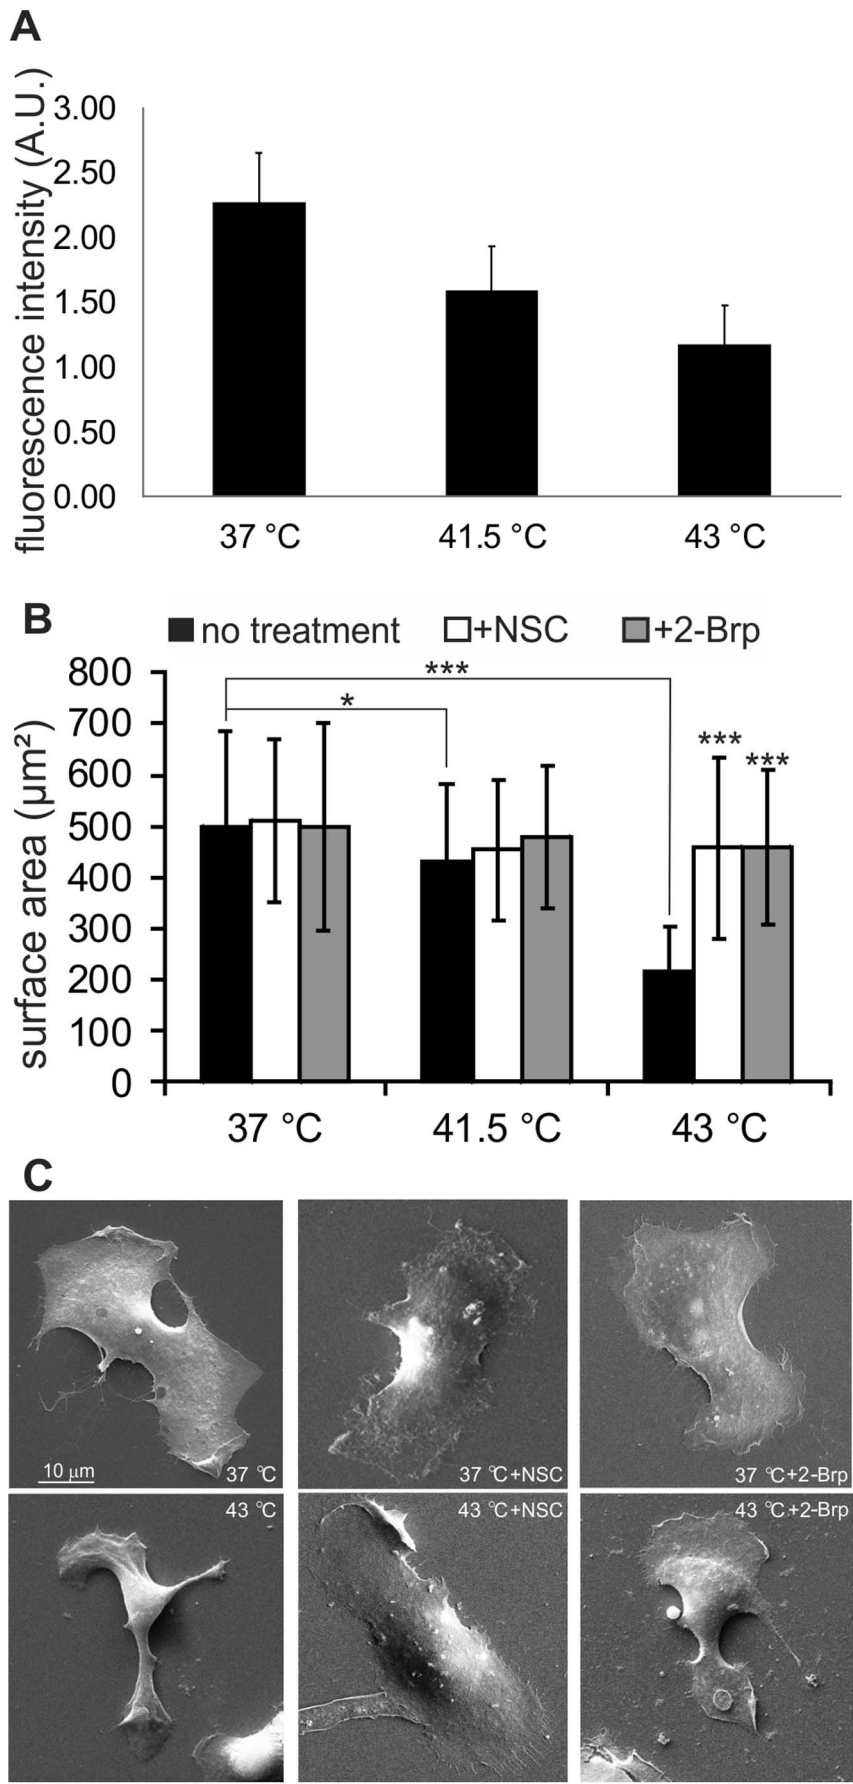 A
fluorescence intensity (A.U.)
3.00
2.50
2.00
1.50
1.00
0.50
0.00
37 °C
41.5 °C
43 °C
B
no treatment
+NSC
+2-Brp
surface area (µm²)
800
700
600
500
400
300
200
100
0
***
*
***
***
37 °C
41.5 °C
43 °C
C
10 µm
37 °C
37 °C+NSC
37 °C+2-Brp
43 °C
43 °C+NSC
43 °C+2-Brp